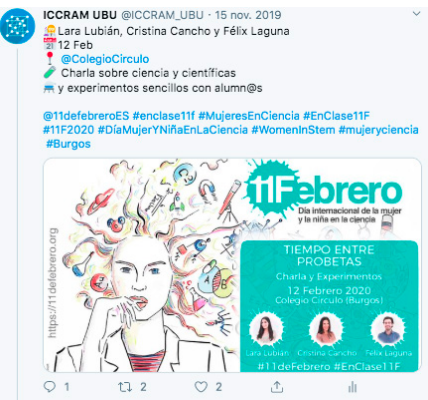 ICCRAM UBU @ICCRAM_UBU · 15 nov. 2019
Lara Lubián, Cristina Cancho y Félix Laguna
12 Feb
@ColegioCirculo
Charla sobre ciencia y científicas
y experimentos sencillos con alumn@s
@11defebreroES #enclase11f #MujeresEnCiencia #EnClase11F
#11F2020 #DíaMujerYNiñaEnLaCiencia #WomenInStem #mujeryciencia
#Burgos
https://11defebrero.org
11Febrero
Día internacional de la mujer
y la niña en la ciencia
TIEMPO ENTRE
PROBETAS
Charla y Experimentos
12 Febrero 2020
Colegio Círculo (Burgos)
Lara Lubián Cristina Cancho Félix Laguna
#11deFebrero #EnClase11F
1 2 2